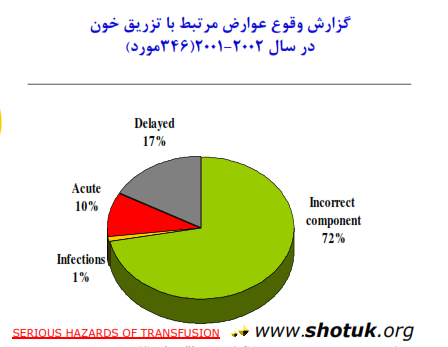 گزارش وقوع عوارض مرتبط با تزریق خون
در سال ۲۰۰۲-۲۰۰۱(۳۴۶مورد)
Delayed
17%
Acute
10%
Incorrect
component
72%
Infections
1%
SERIOUS HAZARDS OF TRANSFUSION
www.shotuk.org